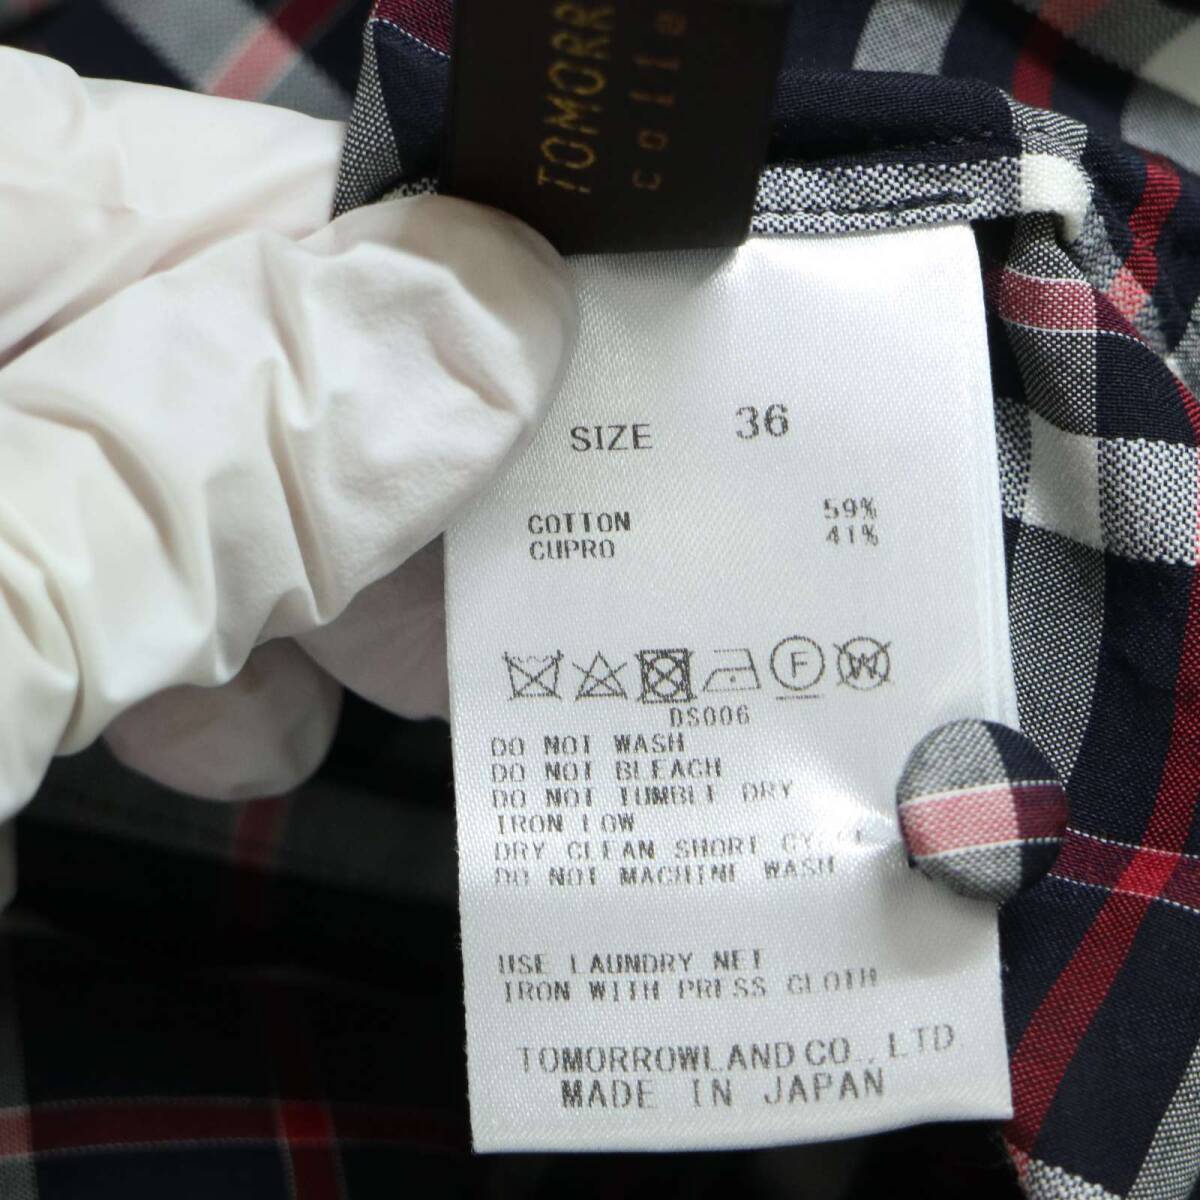 TOMORR
colle
SIZE 36
COTTON 59%
CUPRO 41%
F W
DS006
DO NOT WASH
DO NOT BLEACH
DO NOT TUMBLE DRY
IRON LOW
DRY CLEAN SHORT
DO NOT MACHINE WASH
USE LAUNDRY NET
IRON WITH PRESS CLOTH
TOMORROWLAND CO., LTD
MADE IN JAPAN